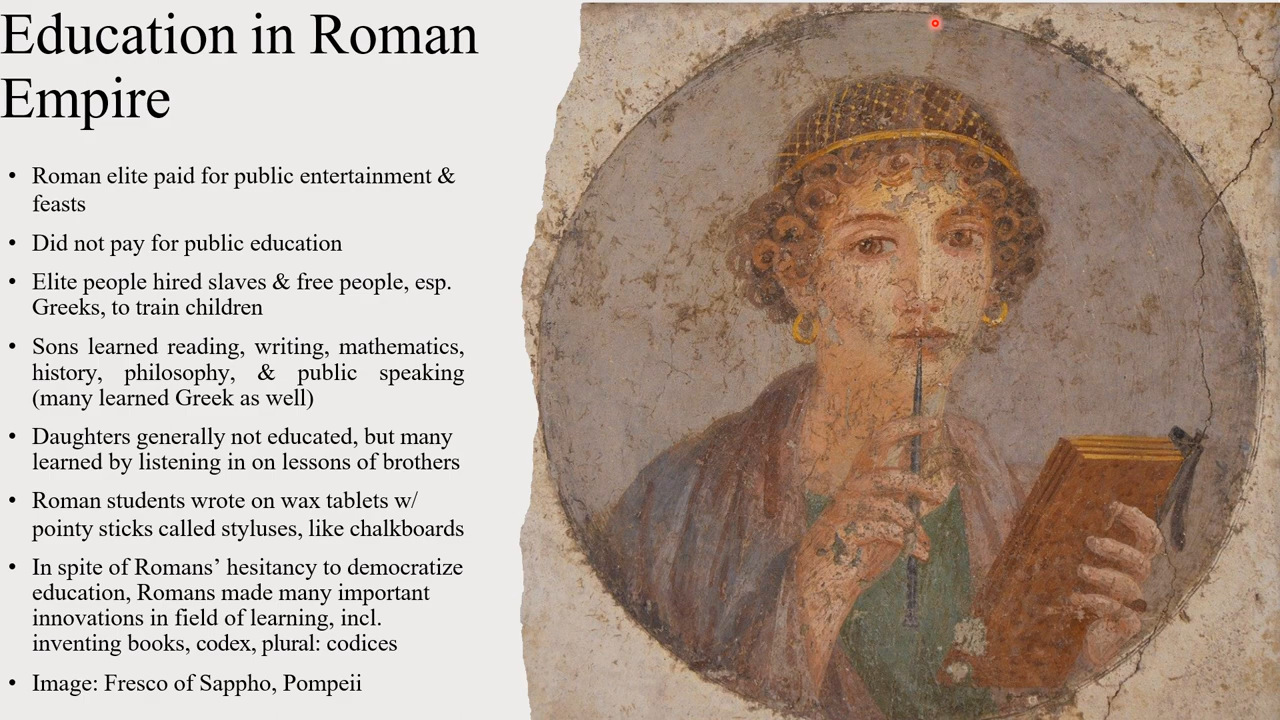 Education in Roman
Empire
• Roman elite paid for public entertainment &
feasts
• Did not pay for public education
• Elite people hired slaves & free people, esp.
Greeks, to train children
• Sons learned reading, writing, mathematics,
history, philosophy, & public speaking
(many learned Greek as well)
• Daughters generally not educated, but many
learned by listening in on lessons of brothers
• Roman students wrote on wax tablets w/
pointy sticks called styluses, like chalkboards
• In spite of Romans’ hesitancy to democratize
education, Romans made many important
innovations in field of learning, incl.
inventing books, codex, plural: codices
• Image: Fresco of Sappho, Pompeii